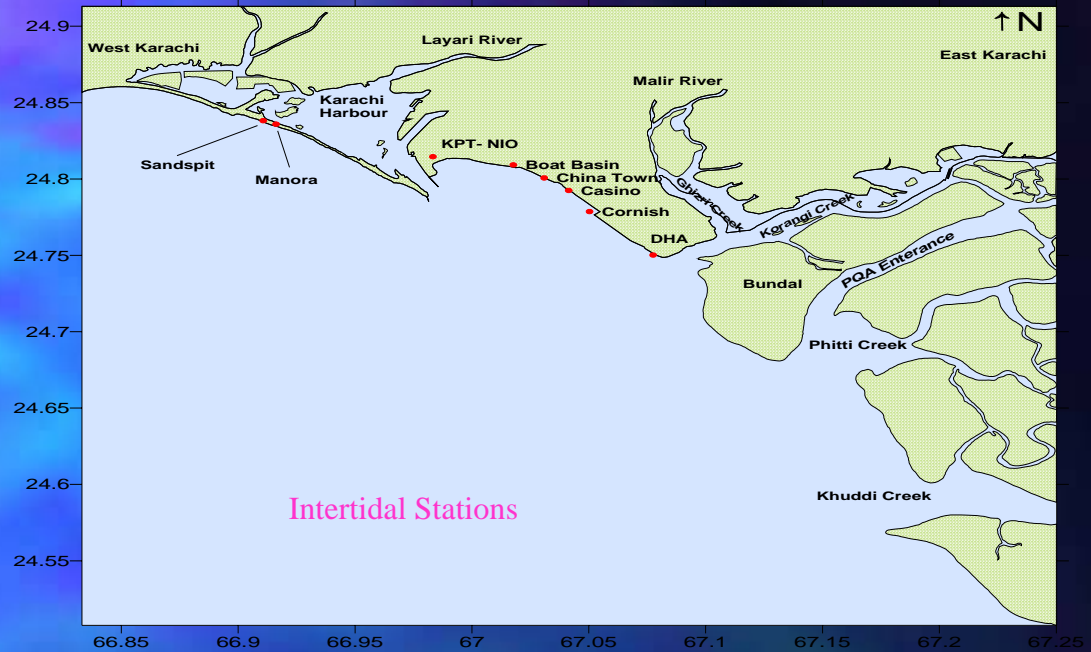 24.9
↑N
West Karachi
Layari River
East Karachi
Malir River
24.85
Karachi
Harbour
KPT- NIO
Sandspit
Manora
24.8
Boat Basin
China Town
Casino
Ghizri Creek
Korangi Creek
Cornish
DHA
24.75
PQA Enterance
Bundal
24.7
Phitti Creek
24.65
24.6
Khuddi Creek
Intertidal Stations
24.55
66.85 66.9 66.95 67 67.05 67.1 67.15 67.2 67.25